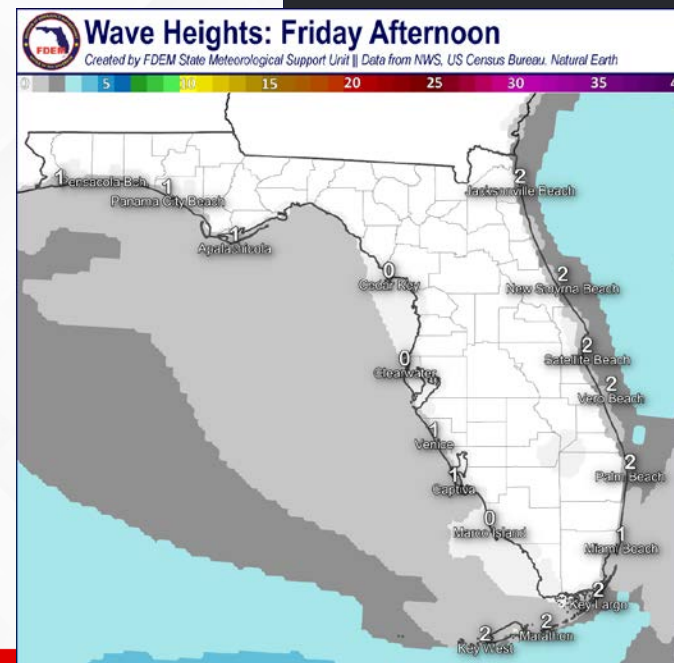 Wave Heights: Friday Afternoon
FDEM
Created by FDEM State Meteorological Support Unit || Data from NWS, US Census Bureau. Natural Earth
0 5 10 15 20 25 30 35 4
1
Pensacola Bch
1
Panama City Beach
1
Apalachicola
2
Jacksonville Beach
0
Cedar Key
2
New Smyrna Beach
0
Clearwater
2
Satellite Beach
2
Vero Beach
1
Venice
1
Captiva
2
Palm Beach
0
Marco Island
1
Miami Beach
2
Key Largo
2
Marathon
2
Key West